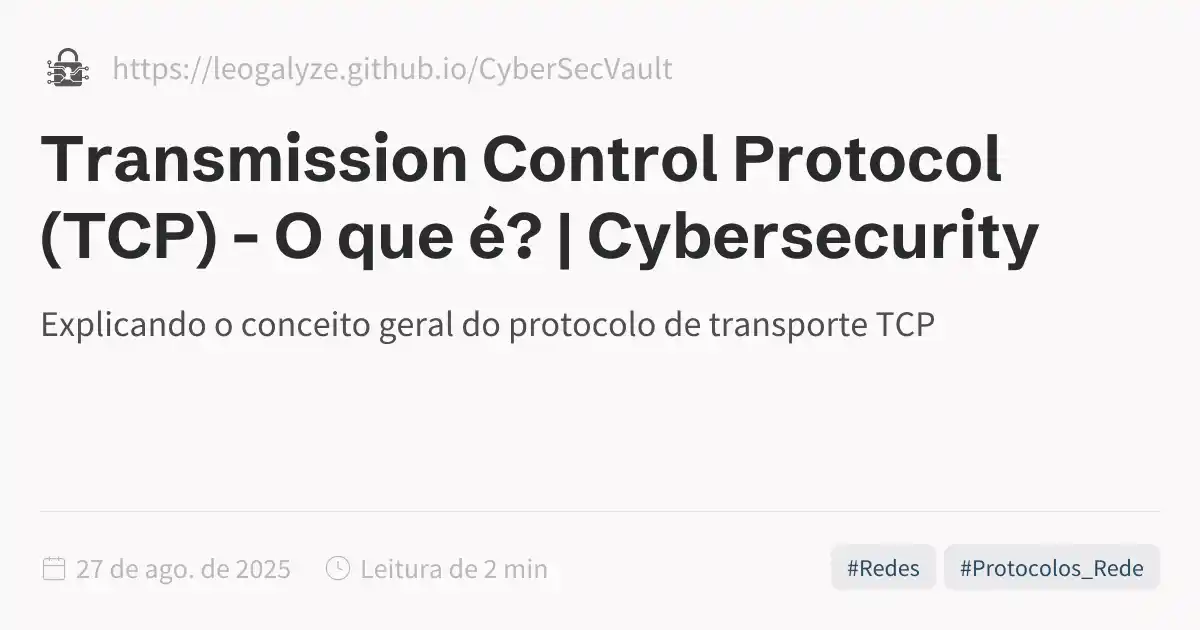 https://leogalyze.github.io/CyberSecVault
Transmission Control Protocol
(TCP) - O que é? | Cybersecurity
Explicando o conceito geral do protocolo de transporte TCP
27 de ago. de 2025 Leitura de 2 min #Redes #Protocolos_Rede